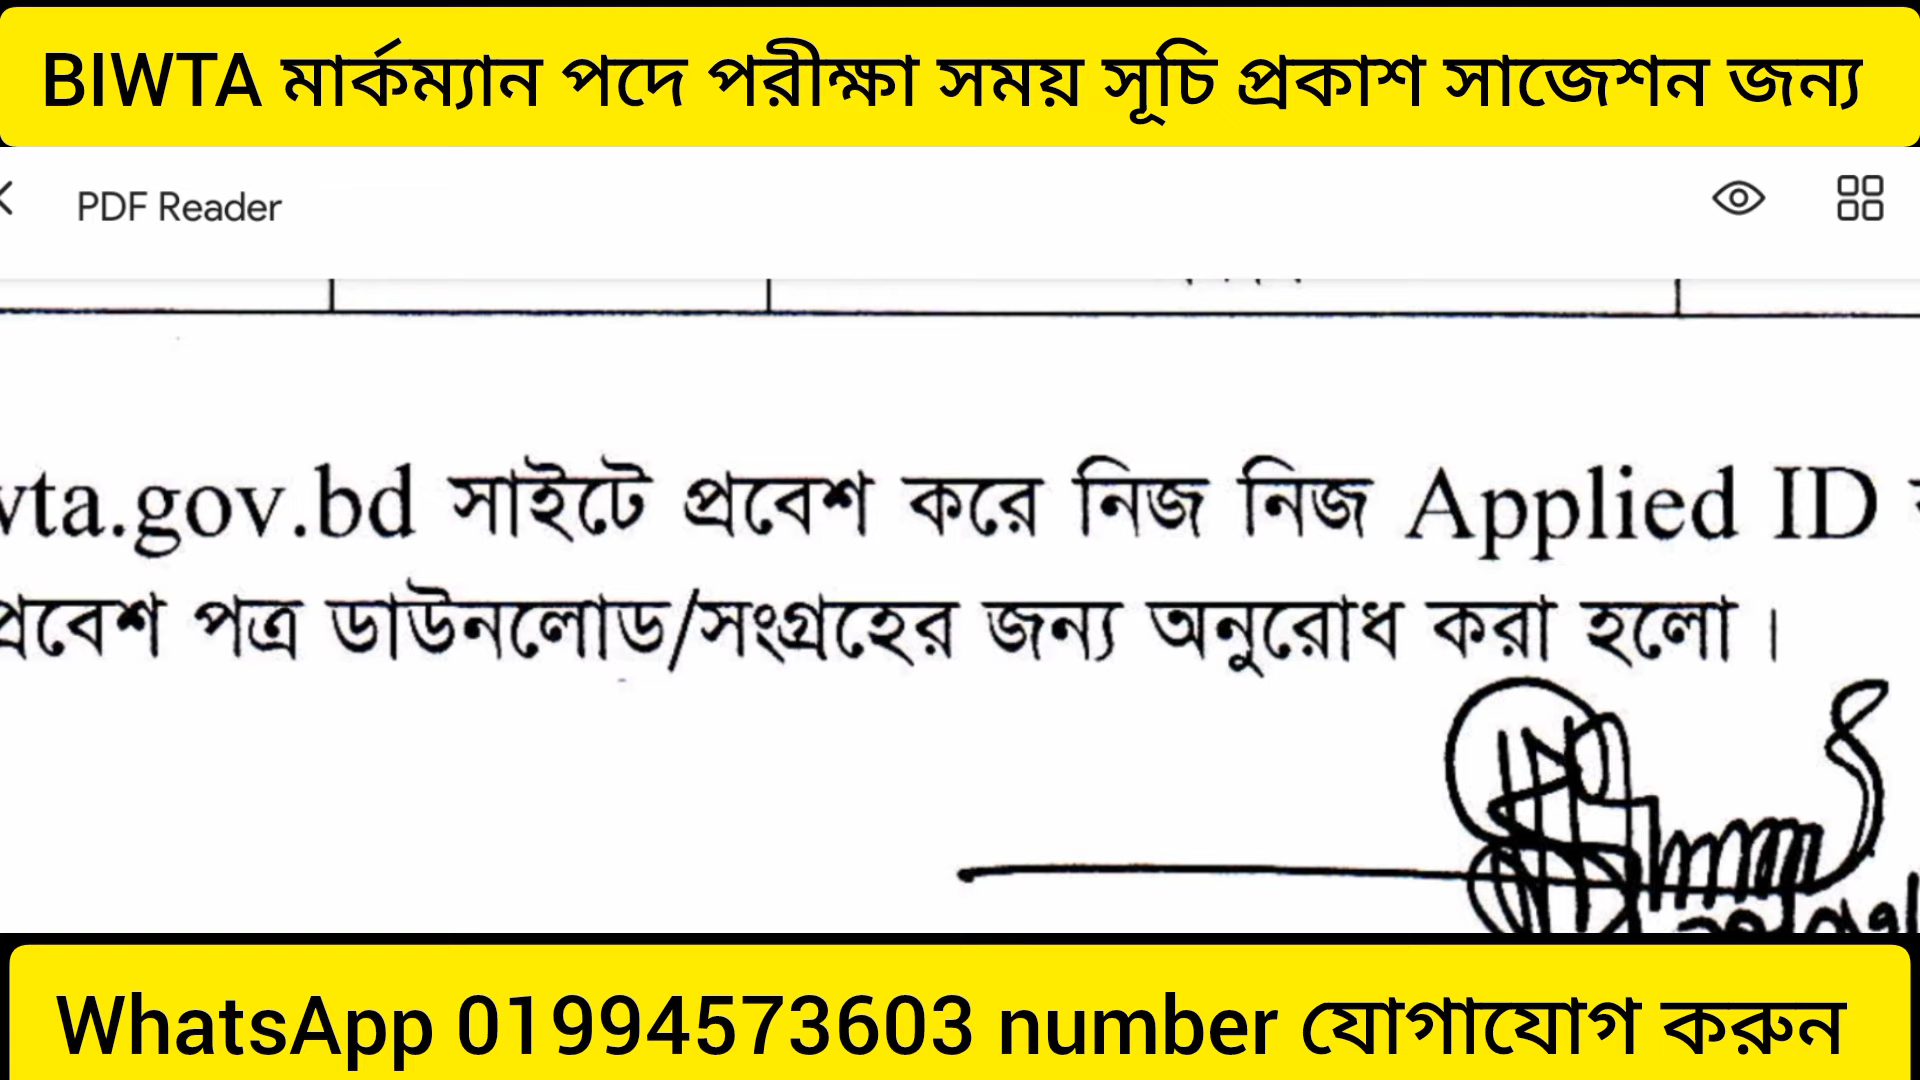 BIWTA মার্কম্যান পদে পরীক্ষা সময় সূচি প্রকাশ সাজেশন জন্য
PDF Reader
wta.gov.bd সাইটে প্রবেশ করে নিজ নিজ Applied ID
প্রবেশ পত্র ডাউনলোড/সংগ্রহের জন্য অনুরোধ করা হলো।
WhatsApp 01994573603 number যোগাযোগ করুন